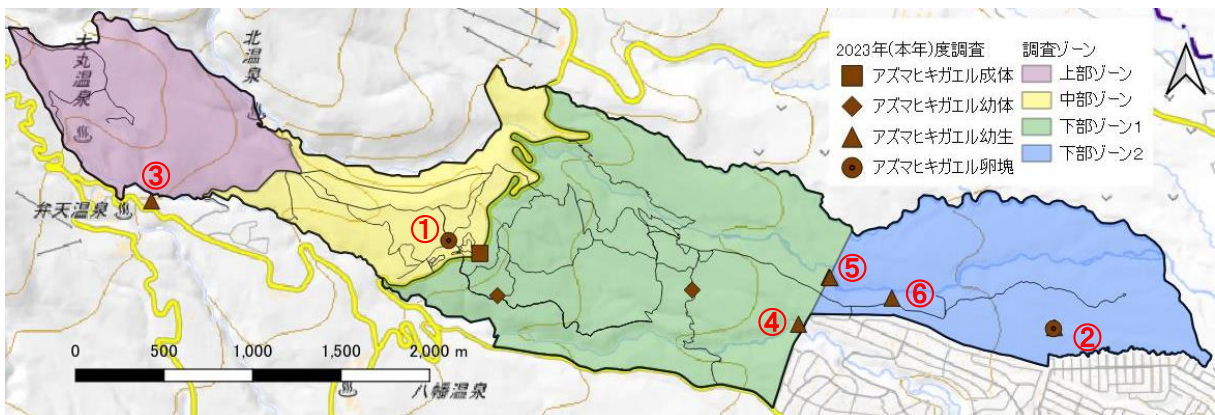 大丸温泉
北温泉
弁天温泉
八幡温泉
③
①
⑤
⑥
④
②
0 500 1,000 1,500 2,000 m
2023年(本年)度調査
アズマヒキガエル成体
アズマヒキガエル幼体
アズマヒキガエル幼生
アズマヒキガエル卵塊
調査ゾーン
上部ゾーン
中部ゾーン
下部ゾーン1
下部ゾーン2